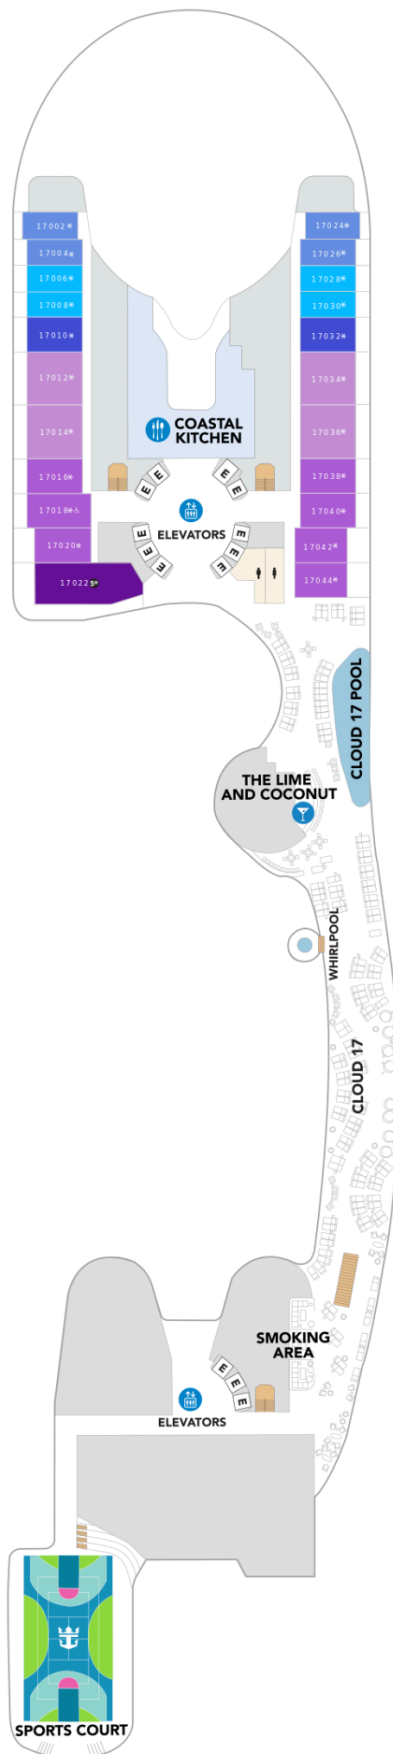 17002*
17024*
17004*
17026*
17006*
17028*
17008*
17030*
17010*
17032*
17012*
17034*
17014*
17036*
COASTAL
KITCHEN
17016*
17038*
17018*♿
17040*
17020*
17042*
17022
17044*
E E E E
ELEVATORS
E E E E E E
CLOUD 17 POOL
THE LIME
AND COCONUT
WHIRLPOOL
CLOUD 17
SMOKING
AREA
E E E
ELEVATORS
SPORTS COURT